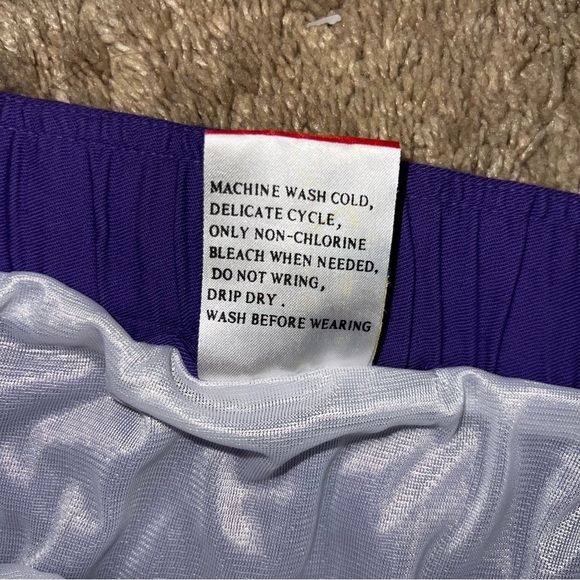 MACHINE WASH COLD,
DELICATE CYCLE,
ONLY NON-CHLORINE
BLEACH WHEN NEEDED.
DO NOT WRING,
DRIP DRY .
WASH BEFORE WEARING